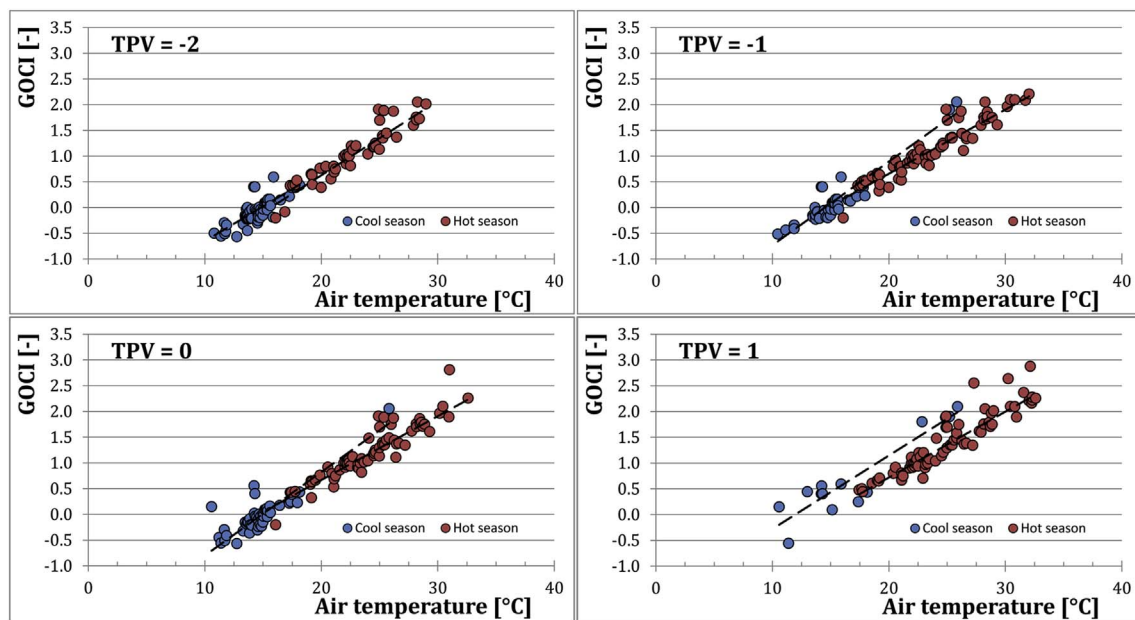 GOCI [-]
TPV = -2
3.5
3.0
2.5
2.0
1.5
1.0
0.5
0.0
-0.5
-1.0
Cool season Hot season
0 10 20 30 40
Air temperature [°C]
GOCI [-]
TPV = -1
3.5
3.0
2.5
2.0
1.5
1.0
0.5
0.0
-0.5
-1.0
Cool season Hot season
0 10 20 30 40
Air temperature [°C]
GOCI [-]
TPV = 0
3.5
3.0
2.5
2.0
1.5
1.0
0.5
0.0
-0.5
-1.0
Cool season Hot season
0 10 20 30 40
Air temperature [°C]
GOCI [-]
TPV = 1
3.5
3.0
2.5
2.0
1.5
1.0
0.5
0.0
-0.5
-1.0
Cool season Hot season
0 10 20 30 40
Air temperature [°C]